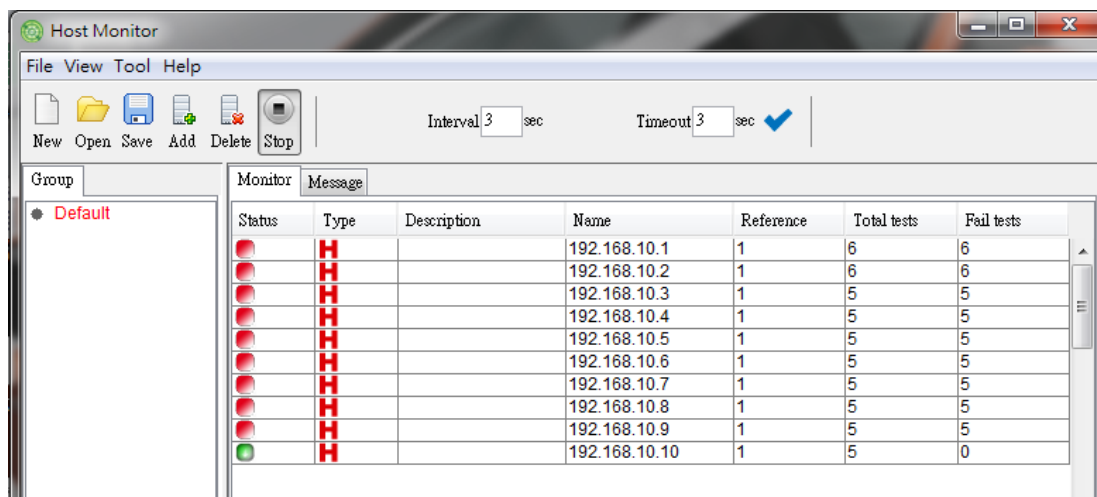 Host Monitor
File View Tool Help
New Open Save Add Delete Stop Interval 3 sec Timeout 3 sec
Group Monitor Message
Default
Status Type Description Name Reference Total tests Fail tests
H 192.168.10.1 1 6 6
H 192.168.10.2 1 6 6
H 192.168.10.3 1 5 5
H 192.168.10.4 1 5 5
H 192.168.10.5 1 5 5
H 192.168.10.6 1 5 5
H 192.168.10.7 1 5 5
H 192.168.10.8 1 5 5
H 192.168.10.9 1 5 5
H 192.168.10.10 1 5 0